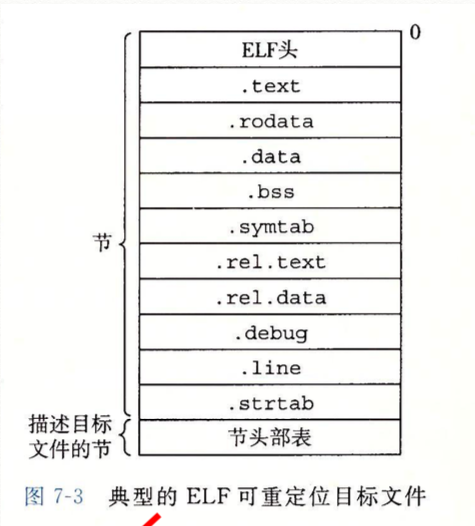 0
ELF头
.text
.rodata
.data
.bss
节
.symtab
.rel.text
.rel.data
.debug
.line
.strtab
描述目标
文件的节
节头部表
图 7-3 典型的 ELF 可重定位目标文件